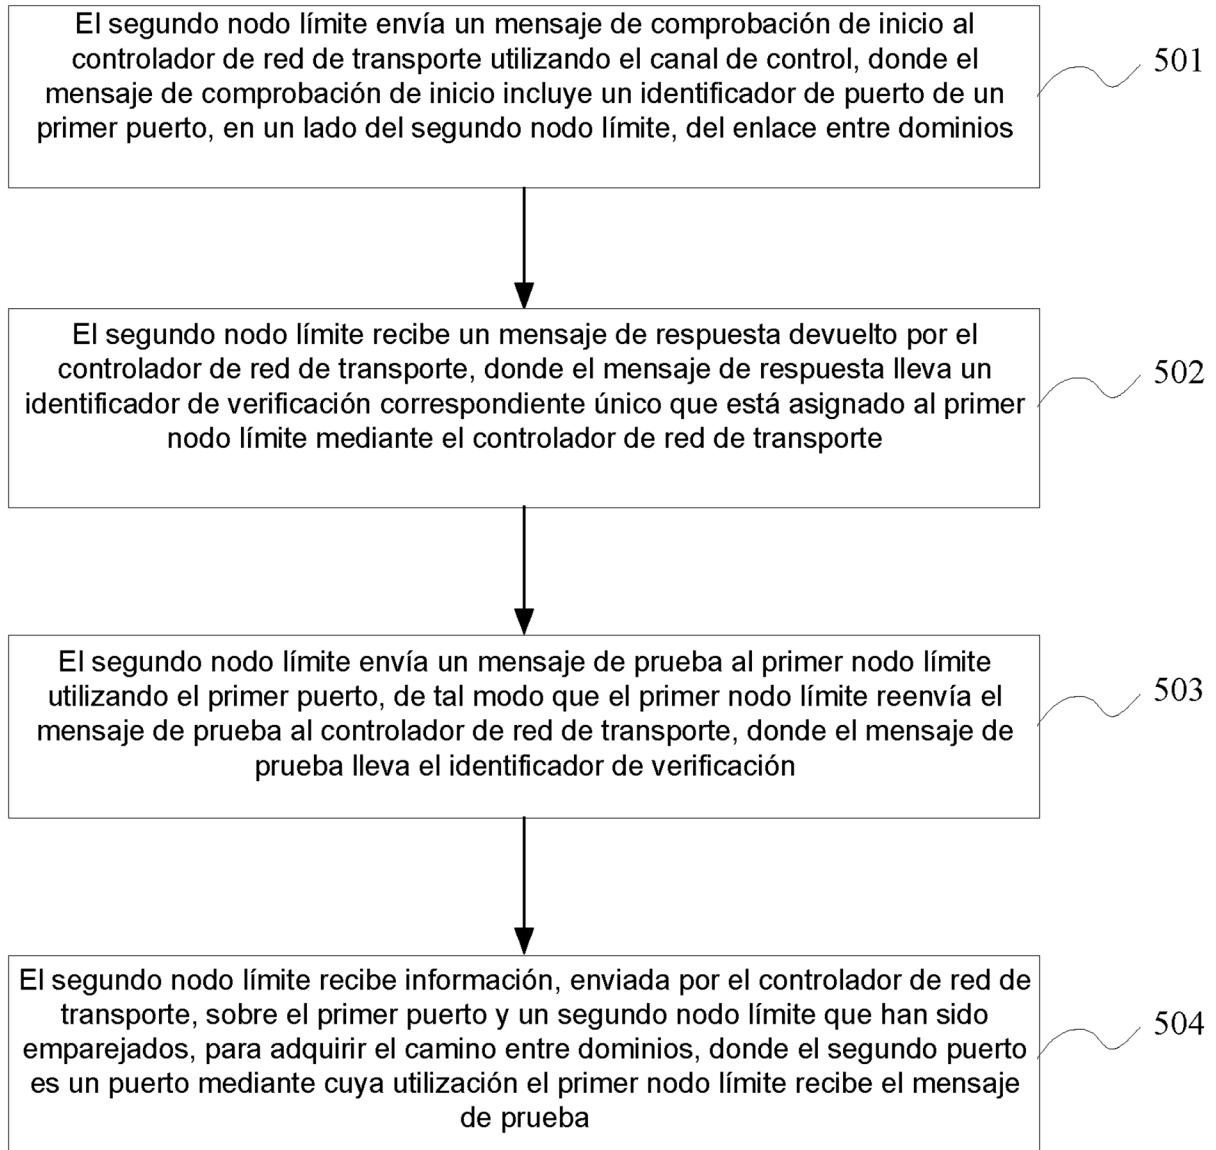 El segundo nodo límite envía un mensaje de comprobación de inicio al
controlador de red de transporte utilizando el canal de control, donde el
mensaje de comprobación de inicio incluye un identificador de puerto de un
primer puerto, en un lado del segundo nodo límite, del enlace entre dominios
501
El segundo nodo límite recibe un mensaje de respuesta devuelto por el
controlador de red de transporte, donde el mensaje de respuesta lleva un
identificador de verificación correspondiente único que está asignado al primer
nodo límite mediante el controlador de red de transporte
502
El segundo nodo límite envía un mensaje de prueba al primer nodo límite
utilizando el primer puerto, de tal modo que el primer nodo límite reenvía el
mensaje de prueba al controlador de red de transporte, donde el mensaje de
prueba lleva el identificador de verificación
503
El segundo nodo límite recibe información, enviada por el controlador de red de
transporte, sobre el primer puerto y un segundo nodo límite que han sido
emparejados, para adquirir el camino entre dominios, donde el segundo puerto
es un puerto mediante cuya utilización el primer nodo límite recibe el mensaje
de prueba
504